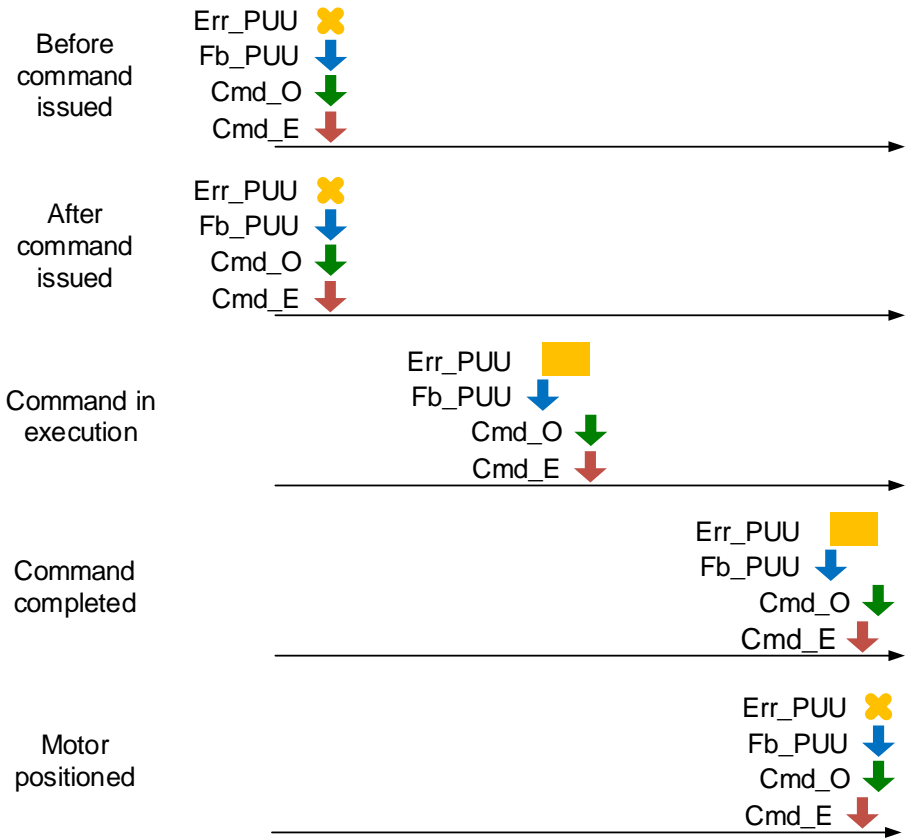 Before
command
issued
Err_PUU
Fb_PUU
Cmd_O
Cmd_E
After
command
issued
Err_PUU
Fb_PUU
Cmd_O
Cmd_E
Command in
execution
Err_PUU
Fb_PUU
Cmd_O
Cmd_E
Command
completed
Err_PUU
Fb_PUU
Cmd_O
Cmd_E
Motor
positioned
Err_PUU
Fb_PUU
Cmd_O
Cmd_E